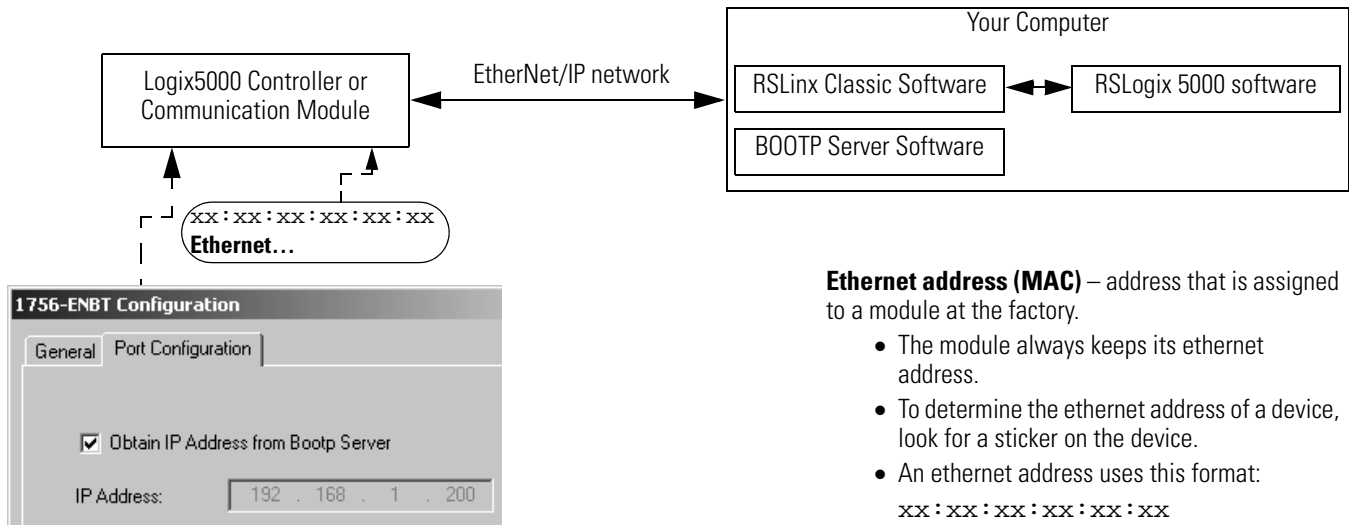 Your Computer
Logix5000 Controller or
Communication Module
EtherNet/IP network
RSLinx Classic Software
RSLogix 5000 software
BOOTP Server Software
xx:xx:xx:xx:xx:xx
Ethernet...
1756-ENBT Configuration
General
Port Configuration
Obtain IP Address from Bootp Server
IP Address:
192 . 168 . 1 . 200
Ethernet address (MAC) – address that is assigned
to a module at the factory.
• The module always keeps its ethernet
address.
• To determine the ethernet address of a device,
look for a sticker on the device.
• An ethernet address uses this format:
xx:xx:xx:xx:xx:xx